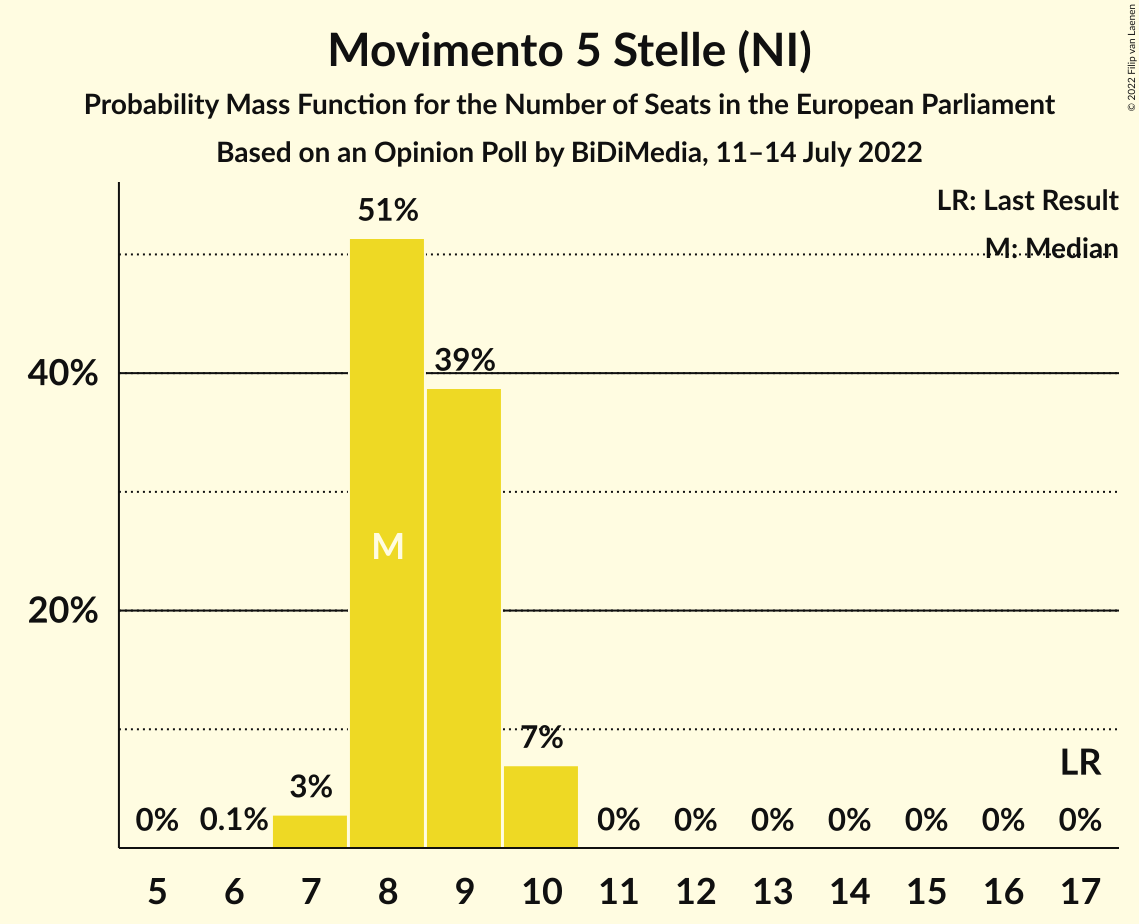 Movimento 5 Stelle (NI)
Probability Mass Function for the Number of Seats in the European Parliament
Based on an Opinion Poll by BiDiMedia, 11–14 July 2022
© 2022 Filip van Laenen
LR: Last Result
M: Median
51%
39%
40%
M
20%
7%
LR
3%
0% 0.1% 0% 0% 0% 0% 0% 0% 0%
5 6 7 8 9 10 11 12 13 14 15 16 17